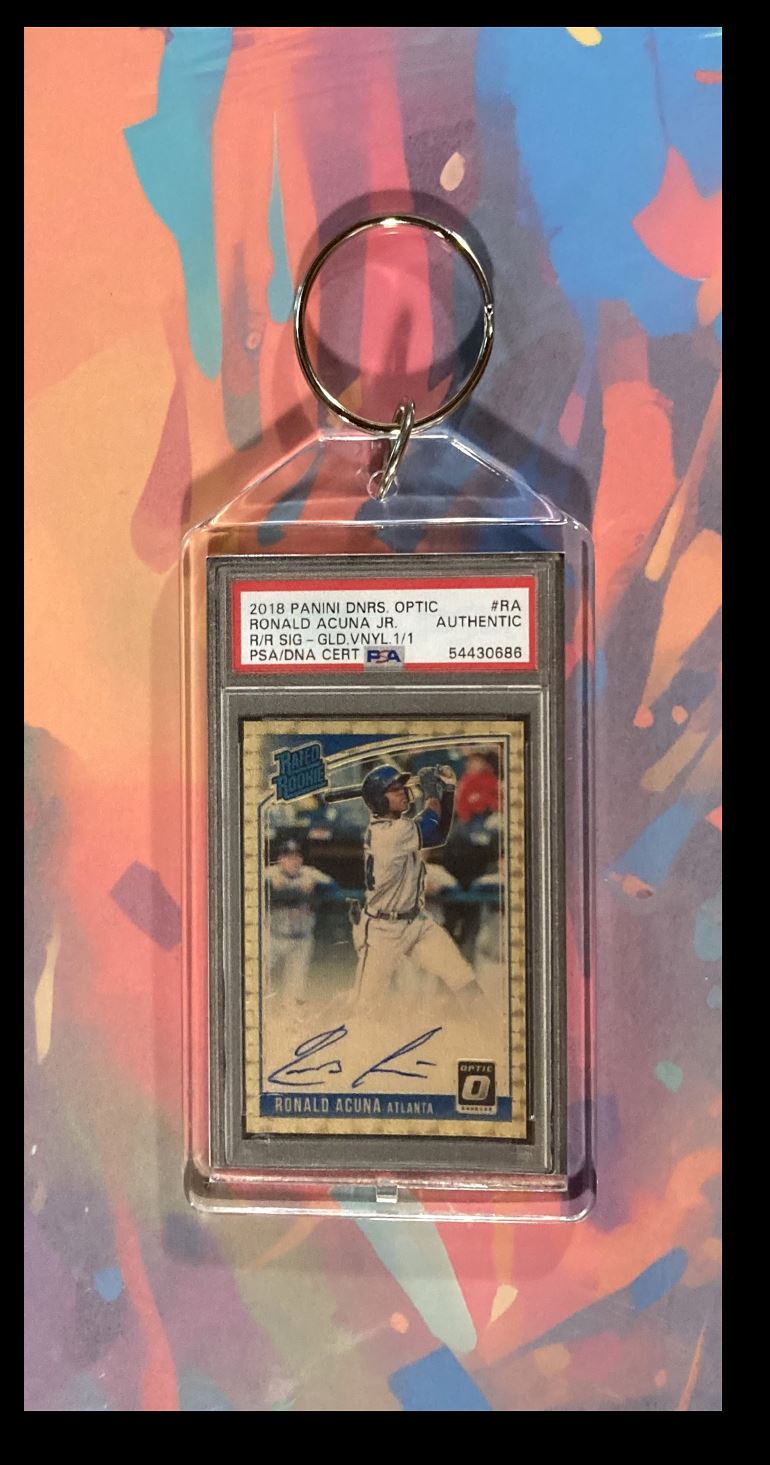 2018 PANINI DNRS. OPTIC #RA
RONALD ACUNA JR. AUTHENTIC
R/R SIG – GLD.VNYL.1/1
PSA/DNA CERT PSA 54430686
RATED
ROOKIE
OPTIC
O
RONALD ACUNA ATLANTA